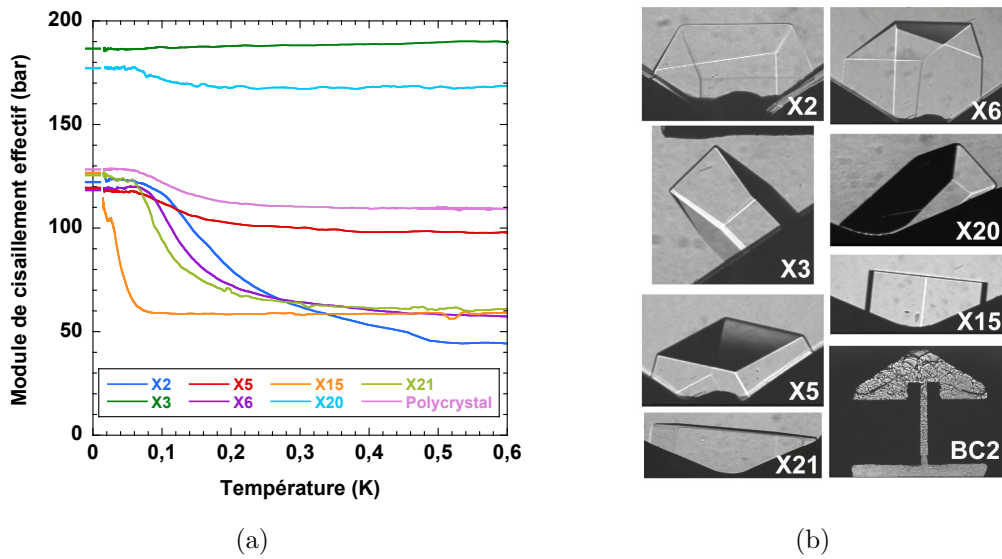 Module de cisaillement effectif (bar)
200
150
100
50
0
X2 X5 X15 X21
X3 X6 X20 Polycrystal
0 0,1 0,2 0,3 0,4 0,5 0,6
Température (K)
(a)
X2
X6
X3
X20
X15
X5
X21
BC2
(b)